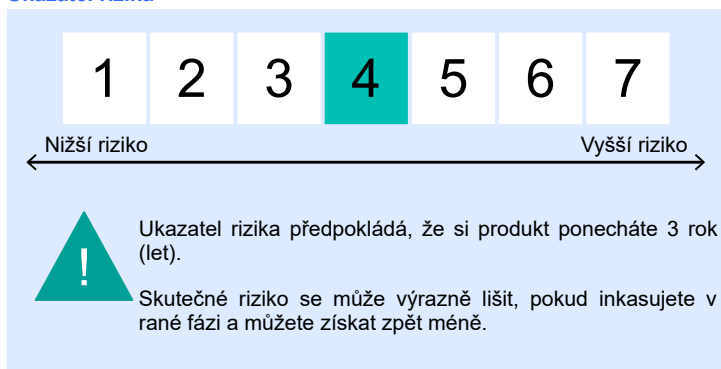 1 2 3 4 5 6 7
Nižší riziko Vyšší riziko
! Ukazatel rizika předpokládá, že si produkt ponecháte 3 rok
(let).
Skutečné riziko se může výrazně lišit, pokud inkasujete v
rané fázi a můžete získat zpět méně.